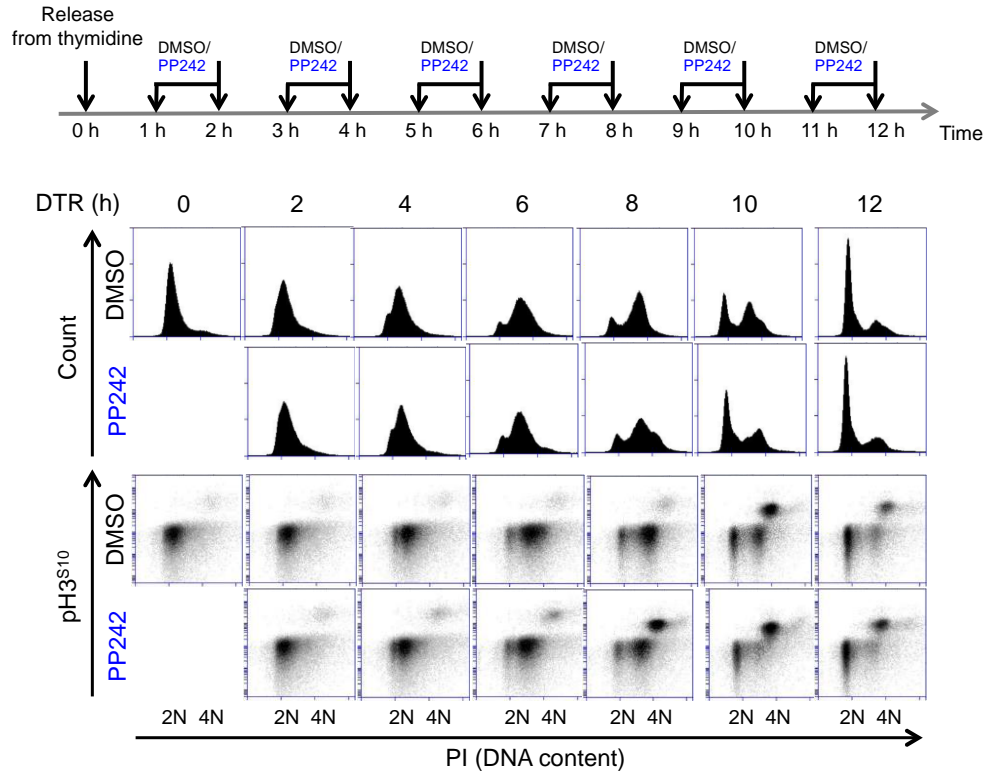 Release
from thymidine
DMSO/ DMSO/ DMSO/ DMSO/ DMSO/ DMSO/
PP242 PP242 PP242 PP242 PP242 PP242
0 h 1 h 2 h 3 h 4 h 5 h 6 h 7 h 8 h 9 h 10 h 11 h 12 h Time
DTR (h) 0 2 4 6 8 10 12
Count
DMSO
PP242
pH3S10
DMSO
PP242
2N 4N 2N 4N 2N 4N 2N 4N 2N 4N 2N 4N 2N 4N
PI (DNA content)